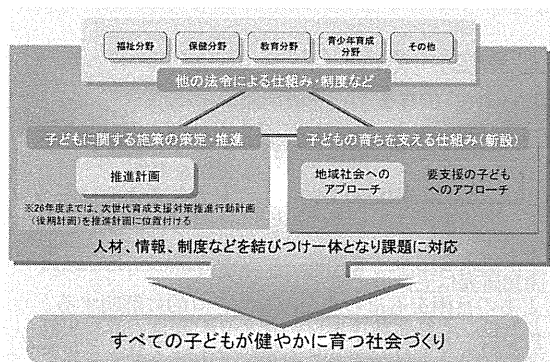 福祉分野 保健分野 教育分野 青少年育成分野 その他
他の法令による仕組み・制度など
子どもに関する施策の策定・推進
推進計画
※26年度までは、次世代育成支援対策推進行動計画
(後期計画)を推進計画に位置付ける
子どもの育ちを支える仕組み(新設)
地域社会への
アプローチ
要支援の子ども
へのアプローチ
人材、情報、制度などを結びつけ一体となり課題に対応
すべての子どもが健やかに育つ社会づくり